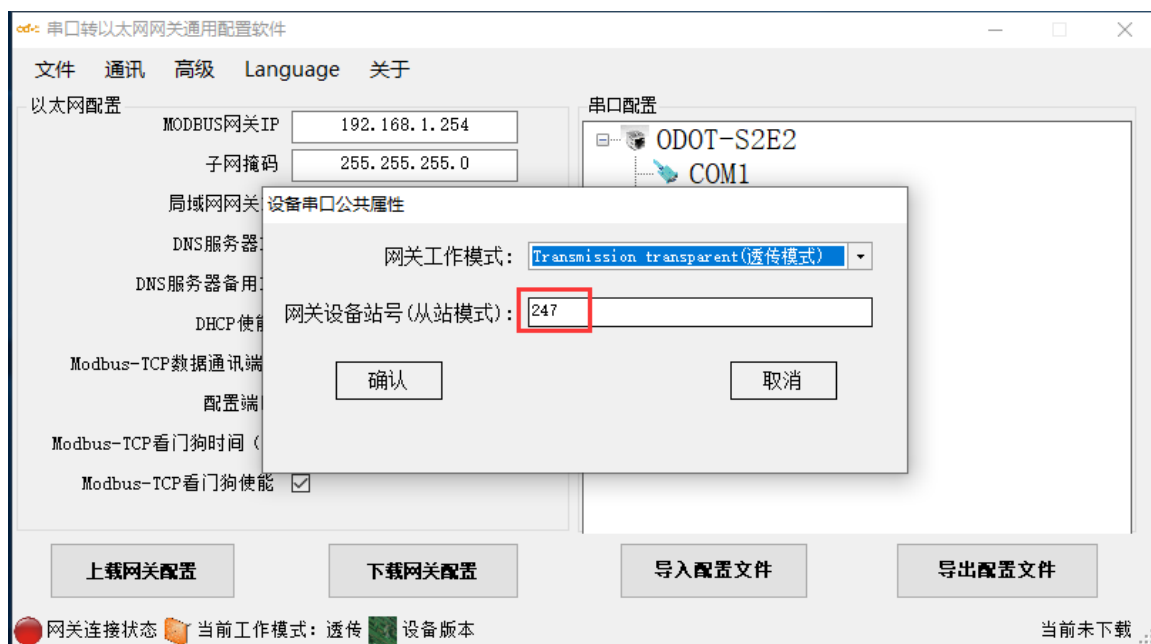 串口转以太网网关通用配置软件
文件 通讯 高级 Language 关于
以太网配置
MODBUS网关IP 192.168.1.254
子网掩码 255.255.255.0
局域网网关
DNS服务器
DNS服务器备用
DHCP使能
Modbus-TCP数据通讯端
配置端
Modbus-TCP看门狗时间（
Modbus-TCP看门狗使能
串口配置
ODOT-S2E2
COM1
设备串口公共属性
网关工作模式: Transmission transparent(透传模式)
网关设备站号(从站模式): 247
确认 取消
上载网关配置 下载网关配置 导入配置文件 导出配置文件
网关连接状态 当前工作模式: 透传 设备版本 当前未下载